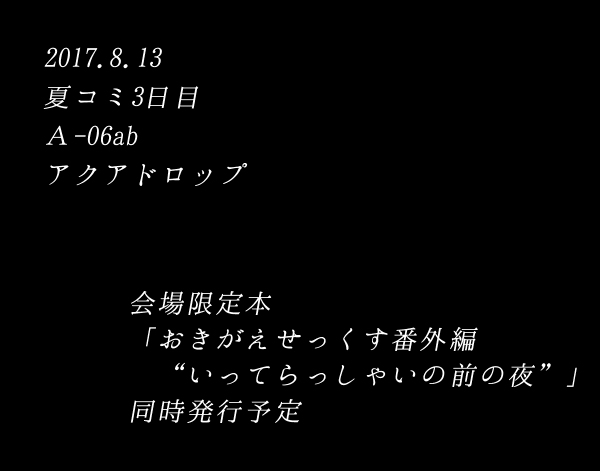 2017.8.13
夏コミ3日目
Ａ-06ab
アクアドロップ
会場限定本
「おきがえせっくす番外編
“いってらっしゃいの前の夜”」
同時発行予定